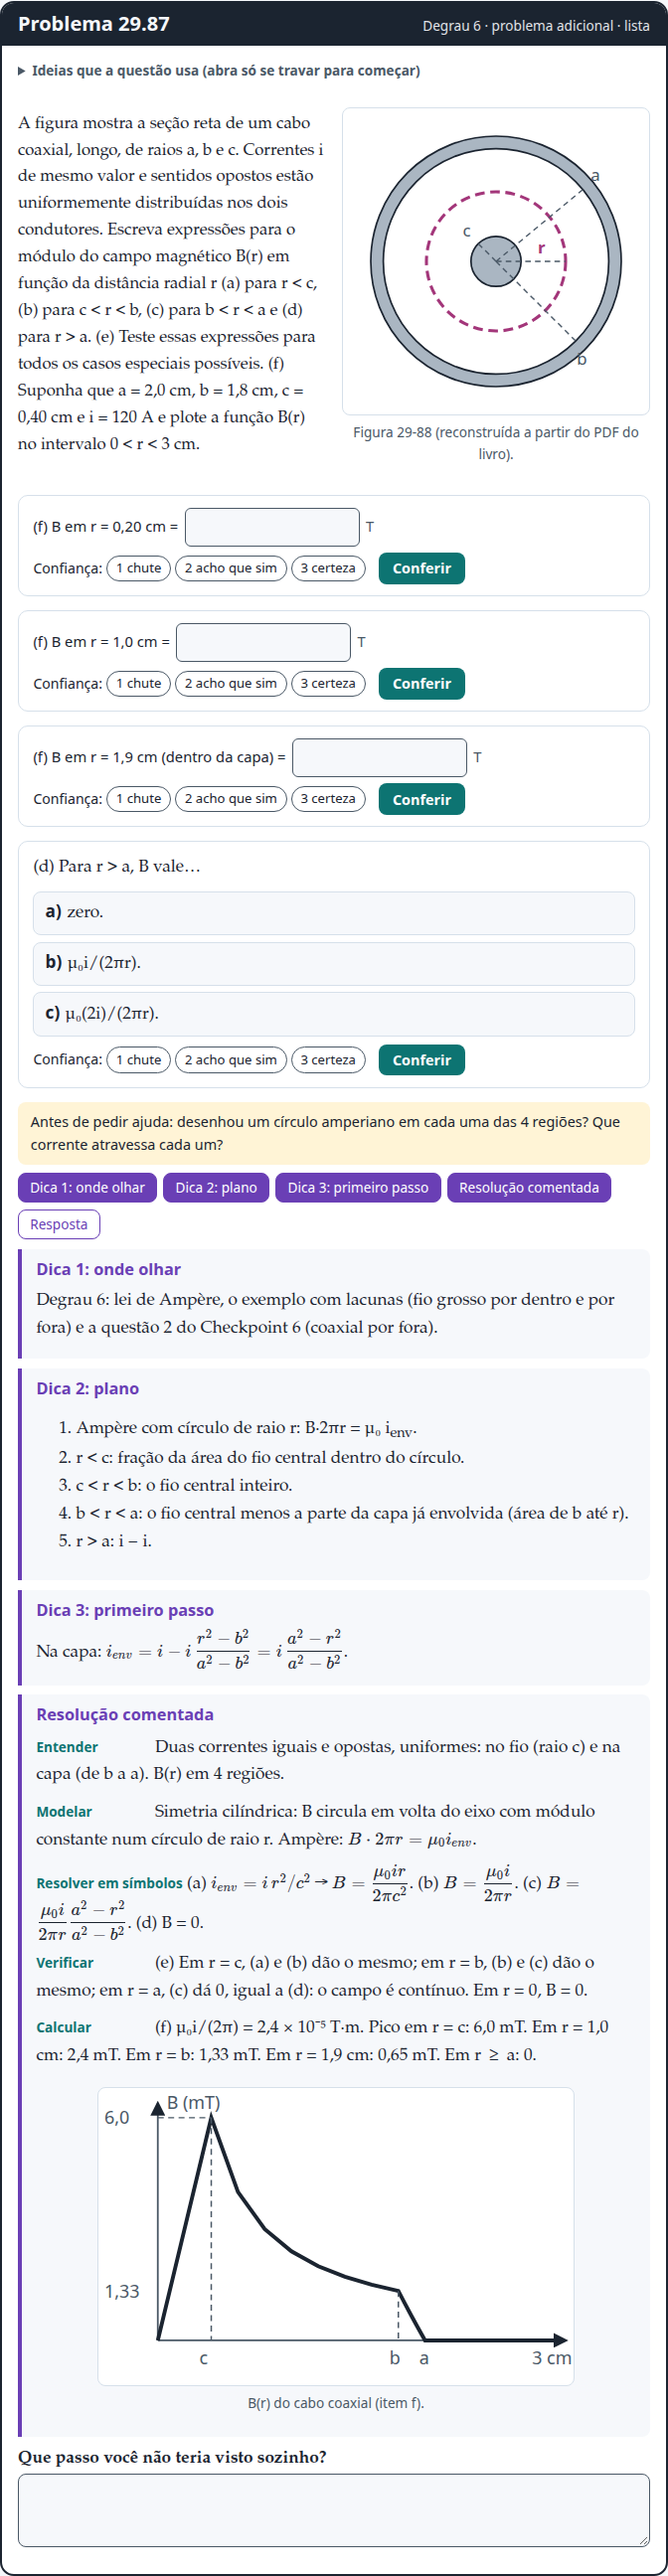 Problema 29.87
Degrau 6 · problema adicional · lista
▶ Ideias que a questão usa (abra só se travar para começar)
A figura mostra a seção reta de um cabo
coaxial, longo, de raios a, b e c. Correntes i
de mesmo valor e sentidos opostos estão
uniformemente distribuídas nos dois
condutores. Escreva expressões para o
módulo do campo magnético B(r) em
função da distância radial r (a) para r < c,
(b) para c < r < b, (c) para b < r < a e (d)
para r > a. (e) Teste essas expressões para
todos os casos especiais possíveis. (f)
Suponha que a = 2,0 cm, b = 1,8 cm, c =
0,40 cm e i = 120 A e plote a função B(r)
no intervalo 0 < r < 3 cm.
a
c
r
b
Figura 29-88 (reconstruída a partir do PDF do
livro).
(f) B em r = 0,20 cm = T
Confiança: 1 chute 2 acho que sim 3 certeza Conferir
(f) B em r = 1,0 cm = T
Confiança: 1 chute 2 acho que sim 3 certeza Conferir
(f) B em r = 1,9 cm (dentro da capa) = T
Confiança: 1 chute 2 acho que sim 3 certeza Conferir
(d) Para r > a, B vale…
a) zero.
b) μ₀i/(2πr).
c) μ₀(2i)/(2πr).
Confiança: 1 chute 2 acho que sim 3 certeza Conferir
Antes de pedir ajuda: desenhou um círculo amperiano em cada uma das 4 regiões? Que
corrente atravessa cada um?
Dica 1: onde olhar Dica 2: plano Dica 3: primeiro passo Resolução comentada
Resposta
Dica 1: onde olhar
Degrau 6: lei de Ampère, o exemplo com lacunas (fio grosso por dentro e por
fora) e a questão 2 do Checkpoint 6 (coaxial por fora).
Dica 2: plano
1. Ampère com círculo de raio r: B·2πr = μ₀ i_env.
2. r < c: fração da área do fio central dentro do círculo.
3. c < r < b: o fio central inteiro.
4. b < r < a: o fio central menos a parte da capa já envolvida (área de b até r).
5. r > a: i − i.
Dica 3: primeiro passo
Na capa: i_env = i − i (r² − b²)/(a² − b²) = i (a² − r²)/(a² − b²).
Resolução comentada
Entender Duas correntes iguais e opostas, uniformes: no fio (raio c) e na
capa (de b a a). B(r) em 4 regiões.
Modelar Simetria cilíndrica: B circula em volta do eixo com módulo
constante num círculo de raio r. Ampère: B · 2πr = μ₀i_env.
Resolver em símbolos (a) i_env = i r²/c² → B = μ₀ir/2πc². (b) B = μ₀i/2πr. (c) B =
μ₀i/2πr (a² − r²)/(a² − b²). (d) B = 0.
Verificar (e) Em r = c, (a) e (b) dão o mesmo; em r = b, (b) e (c) dão o
mesmo; em r = a, (c) dá 0, igual a (d): o campo é contínuo. Em r = 0, B = 0.
Calcular (f) μ₀i/(2π) = 2,4 × 10⁻⁵ T·m. Pico em r = c: 6,0 mT. Em r = 1,0
cm: 2,4 mT. Em r = b: 1,33 mT. Em r = 1,9 cm: 0,65 mT. Em r ≥ a: 0.
B (mT)
6,0
1,33
c b a 3 cm
B(r) do cabo coaxial (item f).
Que passo você não teria visto sozinho?